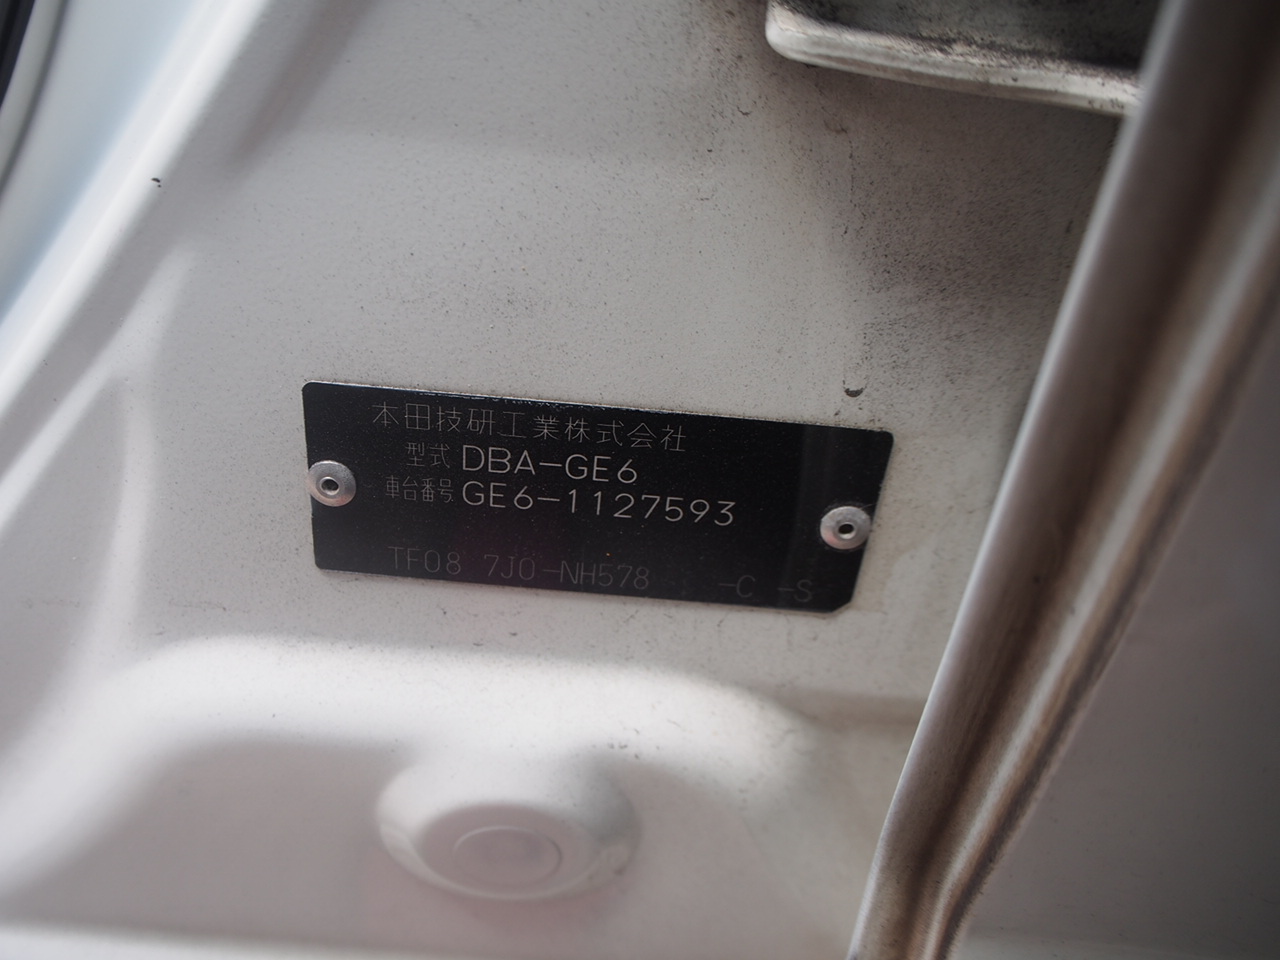 本田技研工業株式会社
型式 DBA-GE6
車台番号 GE6-1127593
TF08 7J0-NH578 -C -S